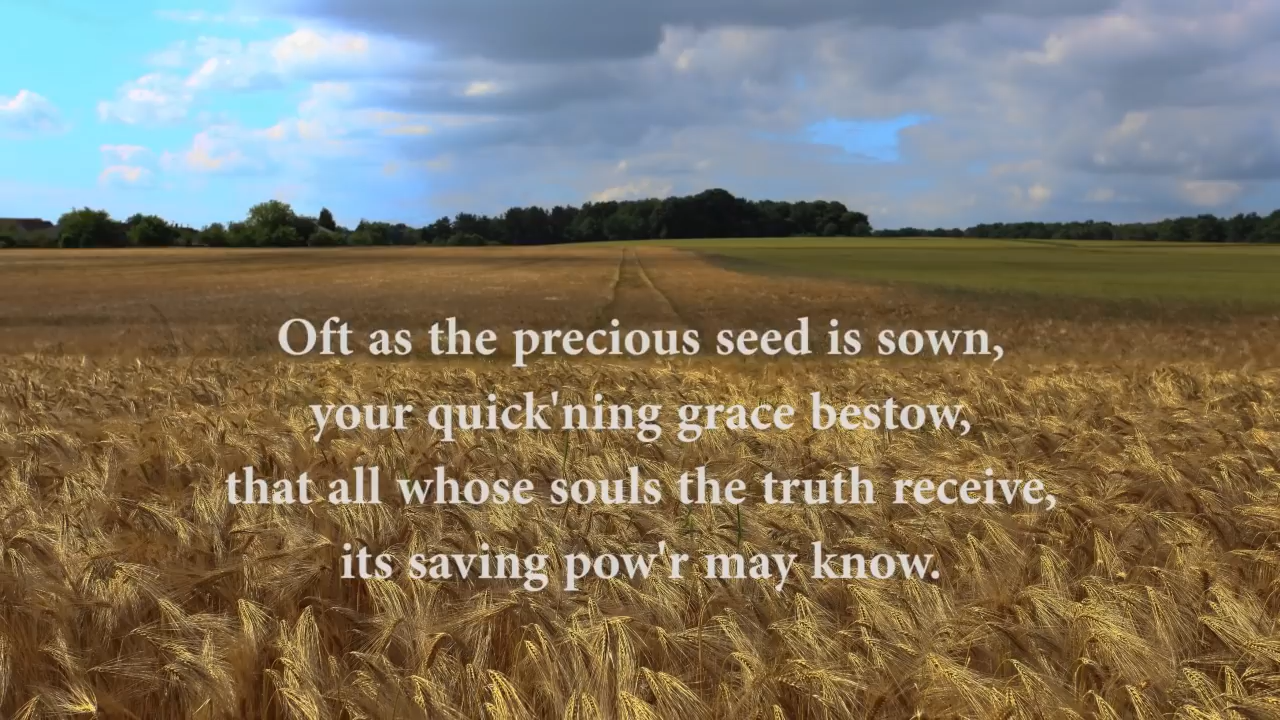 Oft as the precious seed is sown,
your quick'ning grace bestow,
that all whose souls the truth receive,
its saving pow'r may know.